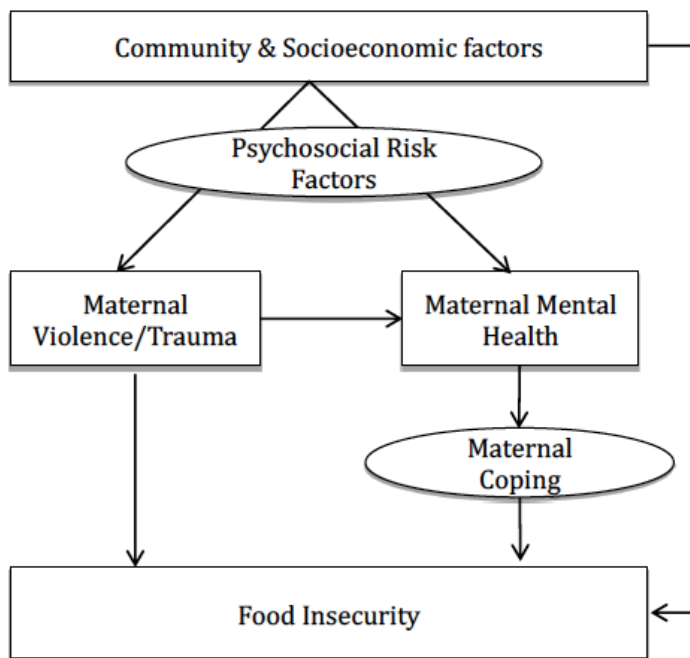 Community & Socioeconomic factors
Psychosocial Risk
Factors
Maternal
Violence/Trauma
Maternal Mental
Health
Maternal
Coping
Food Insecurity